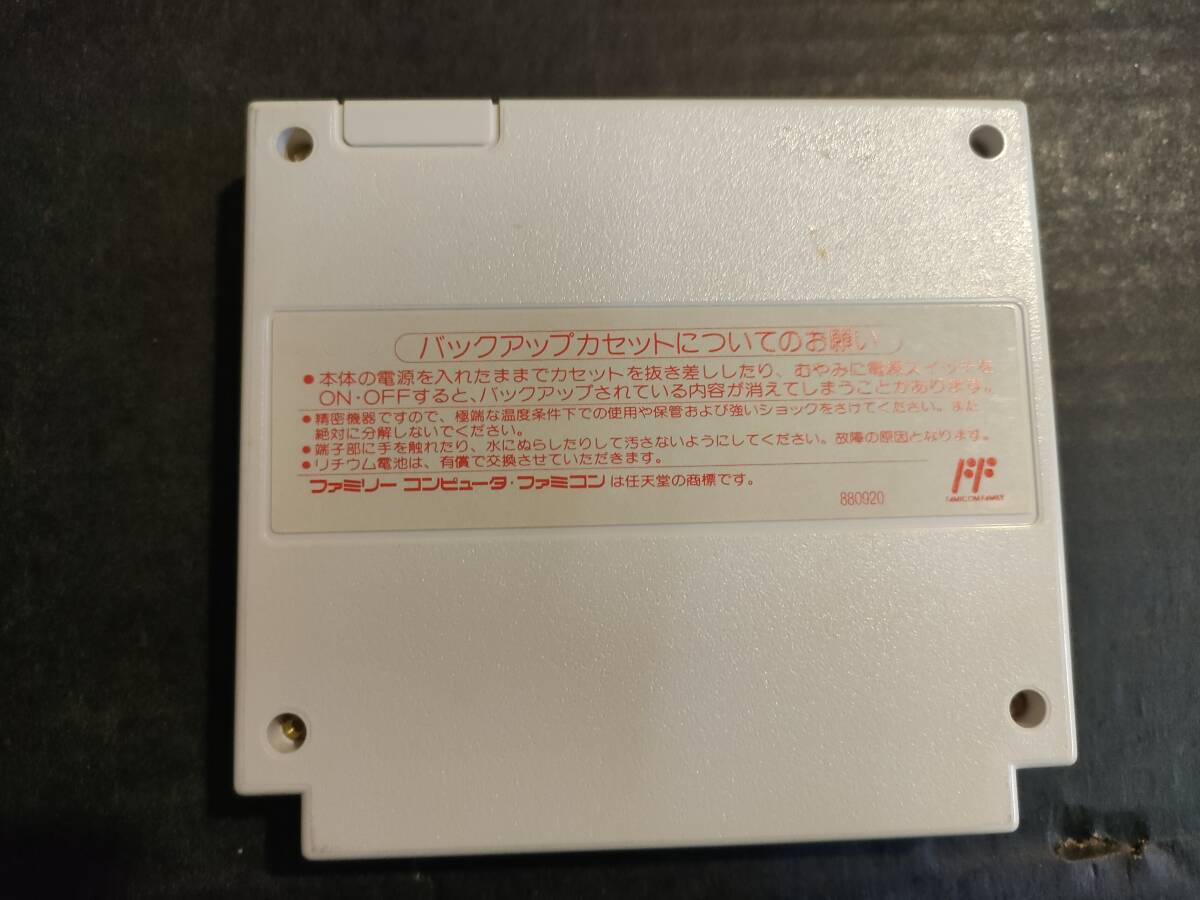 バックアップカセットについてのお願い
●本体の電源を入れたままでカセットを抜き差ししたり、むやみに電源スイッチを
ON・OFFすると、バックアップされている内容が消えてしまうことがあります。
●精密機器ですので、極端な温度条件下での使用や保管および強いショックをさけてください。また
絶対に分解しないでください。
●端子部に手を触れたり、水にぬらしたりして汚さないようにしてください。故障の原因となります。
●リチウム電池は、有償で交換させていただきます。
ファミリー コンピュータ・ファミコンは任天堂の商標です。
880920
FF
FAMICOM FAMILY